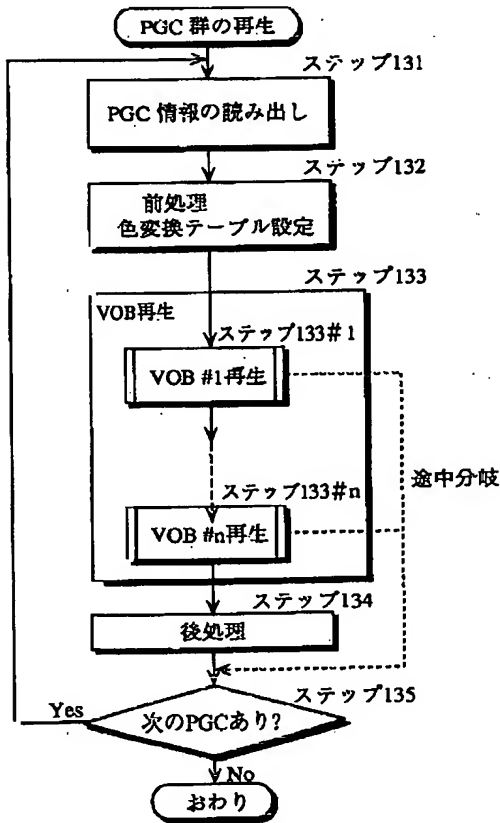 PGC 群の再生
ステップ131
PGC 情報の読み出し
ステップ132
前処理
色変換テーブル設定
ステップ133
VOB再生
ステップ133#1
VOB #1再生
途中分岐
ステップ133#n
VOB #n再生
ステップ134
後処理
ステップ135
Yes
次のPGCあり?
No
おわり